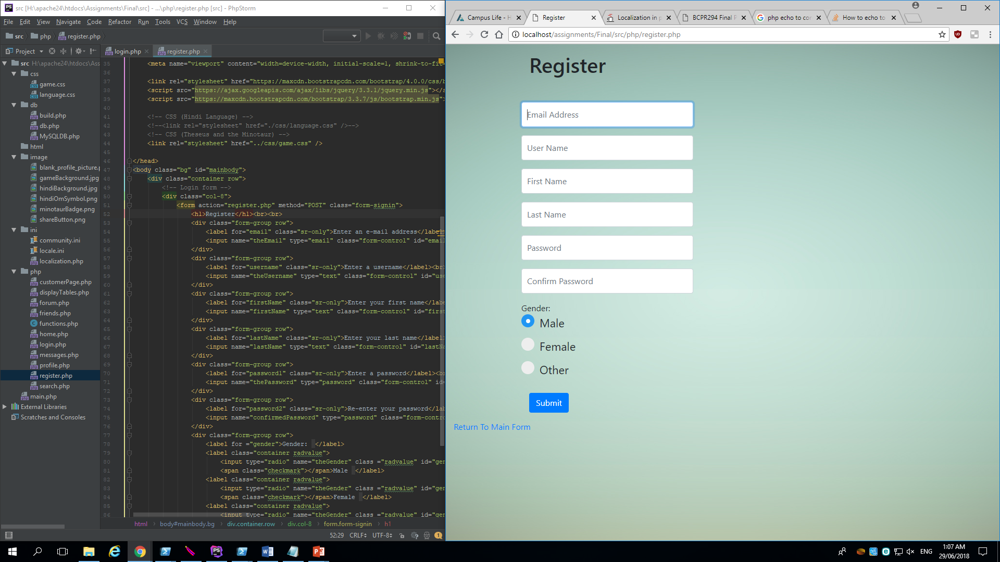 src [H:\apache24\htdocs\Assignments\Final\src] - ...\php\register.php [src] - PhpStorm
File Edit View Navigate Code Refactor Run Tools VCS Window Help
src php register.php
Project
login.php register.php
src H:\apache24\htdocs\Ass
css
game.css
language.css
db
build.php
db.php
MySQLDB.php
html
image
blank_profile_picture.p
gameBackground.jpg
hindiBackground.jpg
hindiOmSymbol.png
minotaurBadge.png
shareButton.png
ini
community.ini
locale.ini
localization.php
php
customerPage.php
displayTables.php
forum.php
friends.php
functions.php
home.php
login.php
messages.php
profile.php
register.php
search.php
main.php
External Libraries
Scratches and Consoles
35 <meta name="viewport" content="width=device-width, initial-scale=1, shrink-to-fit=
36
37 <link rel="stylesheet" href="https://maxcdn.bootstrapcdn.com/bootstrap/4.0.0/css/b
38 <script src="https://ajax.googleapis.com/ajax/libs/jquery/3.3.1/jquery.min.js"></s
39 <script src="https://maxcdn.bootstrapcdn.com/bootstrap/3.3.7/js/bootstrap.min.js">
40
41 <!-- CSS (Hindi Language) -->
42 <!--<link rel="stylesheet" href="./css/language.css" />-->
43 <!-- CSS (Theseus and the Minotaur) -->
44 <link rel="stylesheet" href="../css/game.css" />
45
46 </head>
47 <body class="bg" id="mainbody">
48 <div class="container row">
49 <!-- Login form -->
50 <div class="col-8">
51 <form action="register.php" method="POST" class="form-signin">
52 <h1>Register</h1><br><br>
53 <div class="form-group row">
54 <label for="email" class="sr-only">Enter an e-mail address</label>
55 <input name="theEmail" type="email" class="form-control" id="emai
56 </div>
57 <div class="form-group row">
58 <label for="username" class="sr-only">Enter a username</label><br>
59 <input name="theUsername" type="text" class="form-control" id="use
60 </div>
61 <div class="form-group row">
62 <label for="firstName" class="sr-only">Enter your first name</lab
63 <input name="firstName" type="text" class="form-control" id="firs
64 </div>
65 <div class="form-group row">
66 <label for="lastName" class="sr-only">Enter your last name</label>
67 <input name="lastName" type="text" class="form-control" id="lastNa
68 </div>
69 <div class="form-group row">
70 <label for="password1" class="sr-only">Enter a password</label><br
71 <input name="thePassword" type="password" class="form-control" id=
72 </div>
73 <div class="form-group row">
74 <label for="password2" class="sr-only">Re-enter your password</la
75 <input name="confirmedPassword" type="password" class="form-contro
76 </div>
77 <div class="form-group row">
78 <label for ="gender">Gender: </label>
79 <label class="container radvalue">
80 <input type="radio" name="theGender" class ="radvalue" id="ger
81 <span class="checkmark"></span>Male </label>
82 <label class="container radvalue">
83 <input type="radio" name="theGender" class ="radvalue" id="ger
84 <span class="checkmark"></span>Female </label>
85 <label class="container radvalue">
86 <input type="radio" name="theGender" class ="radvalue" id="ger
html body#mainbody.bg div.container.row div.col-8 form.form-signin h1
52:29 CRLF UTF-8 1
Campus Life - H Register Localization in p BCPR294 Final P php echo to co How to echo to
localhost/assignments/Final/src/php/register.php
Register
Email Address
User Name
First Name
Last Name
Password
Confirm Password
Gender:
Male
Female
Other
Submit
Return To Main Form
ENG
1:07 AM
29/06/2018